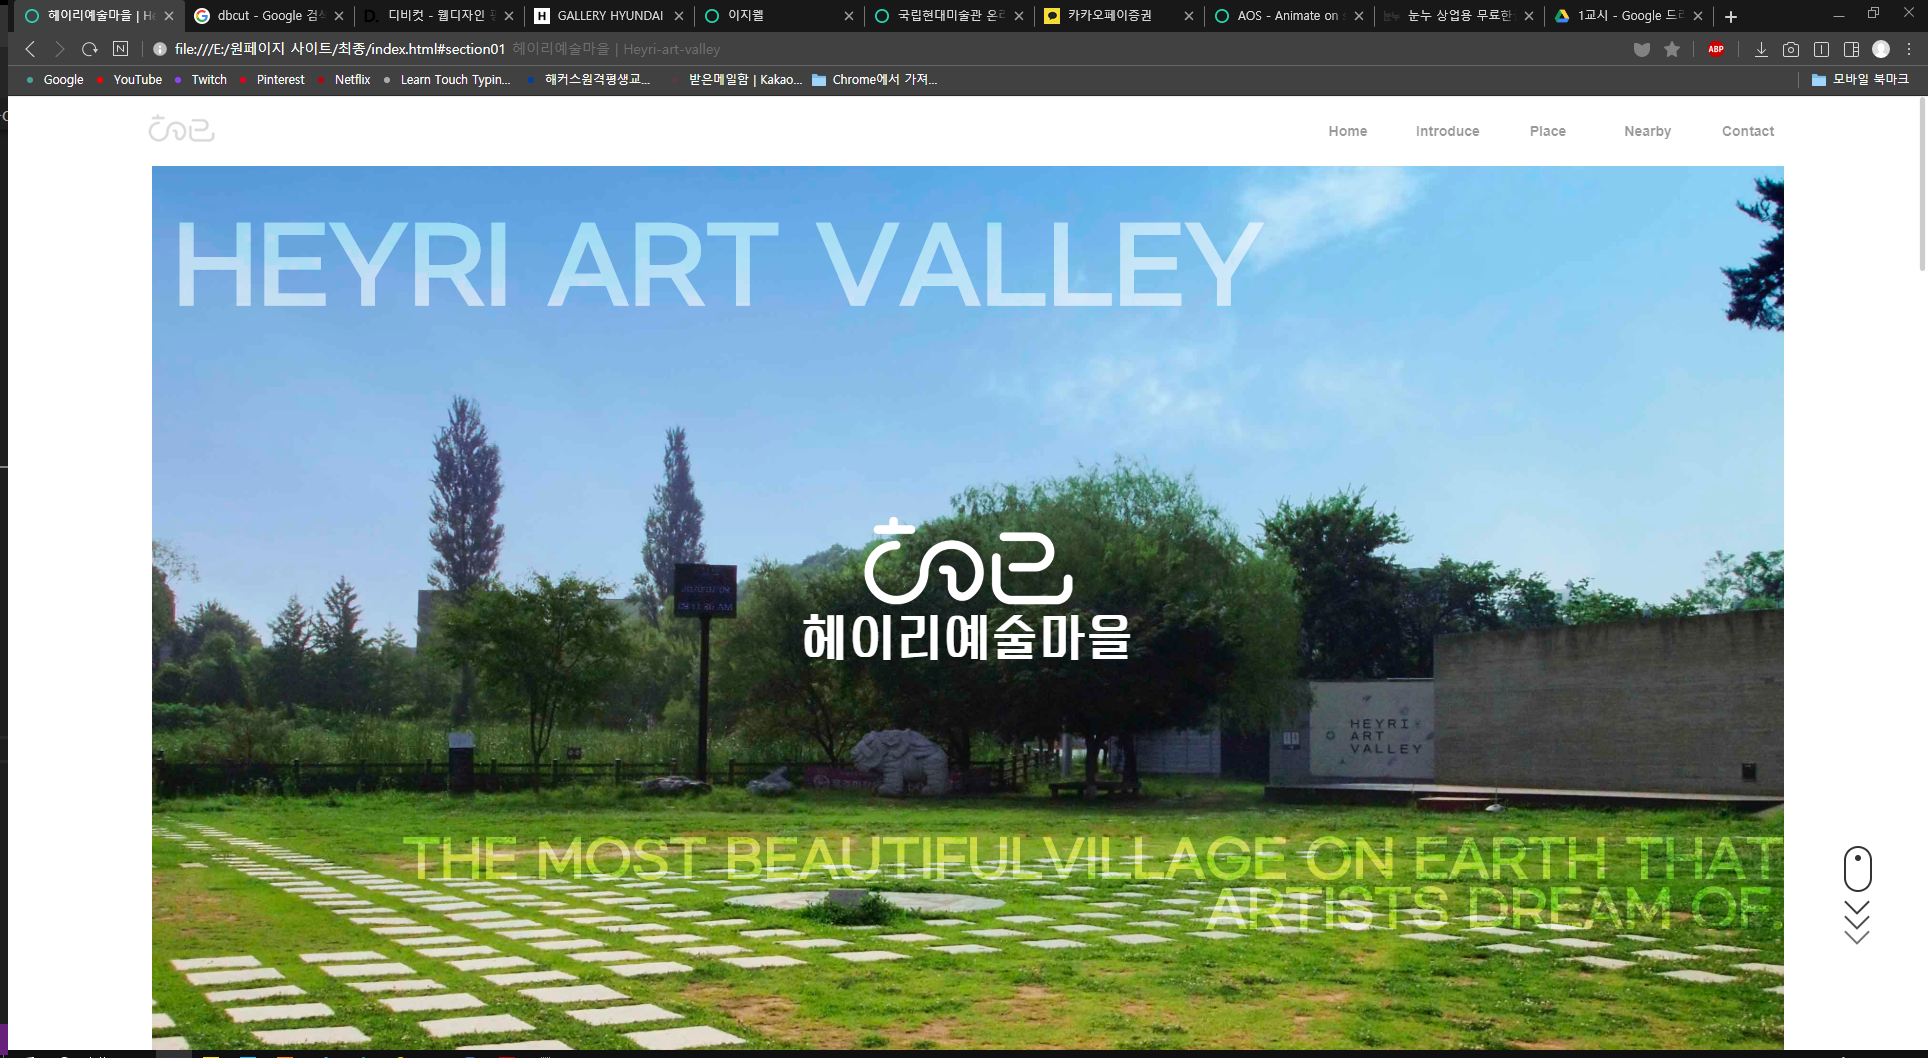 헤이리예술마을 | He
dbcut - Google 검색
디비컷 - 웹디자인
GALLERY HYUNDAI
이지웰
국립현대미술관 온라
카카오페이증권
AOS - Animate on
눈누 상업용 무료한
1교시 - Google 드라
file:///E:/원페이지 사이트/최종/index.html#section01 헤이리예술마을 | Heyri-art-valley
ABP
Google
YouTube
Twitch
Pinterest
Netflix
Learn Touch Typin...
해커스원격평생교...
받은메일함 | Kakao...
Chrome에서 가져...
모바일 북마크
Home
Introduce
Place
Nearby
Contact
HEYRI ART VALLEY
헤이리예술마을
HEYRI
ART
VALLEY
THE MOST BEAUTIFULVILLAGE ON EARTH THAT
ARTISTS DREAM OF.